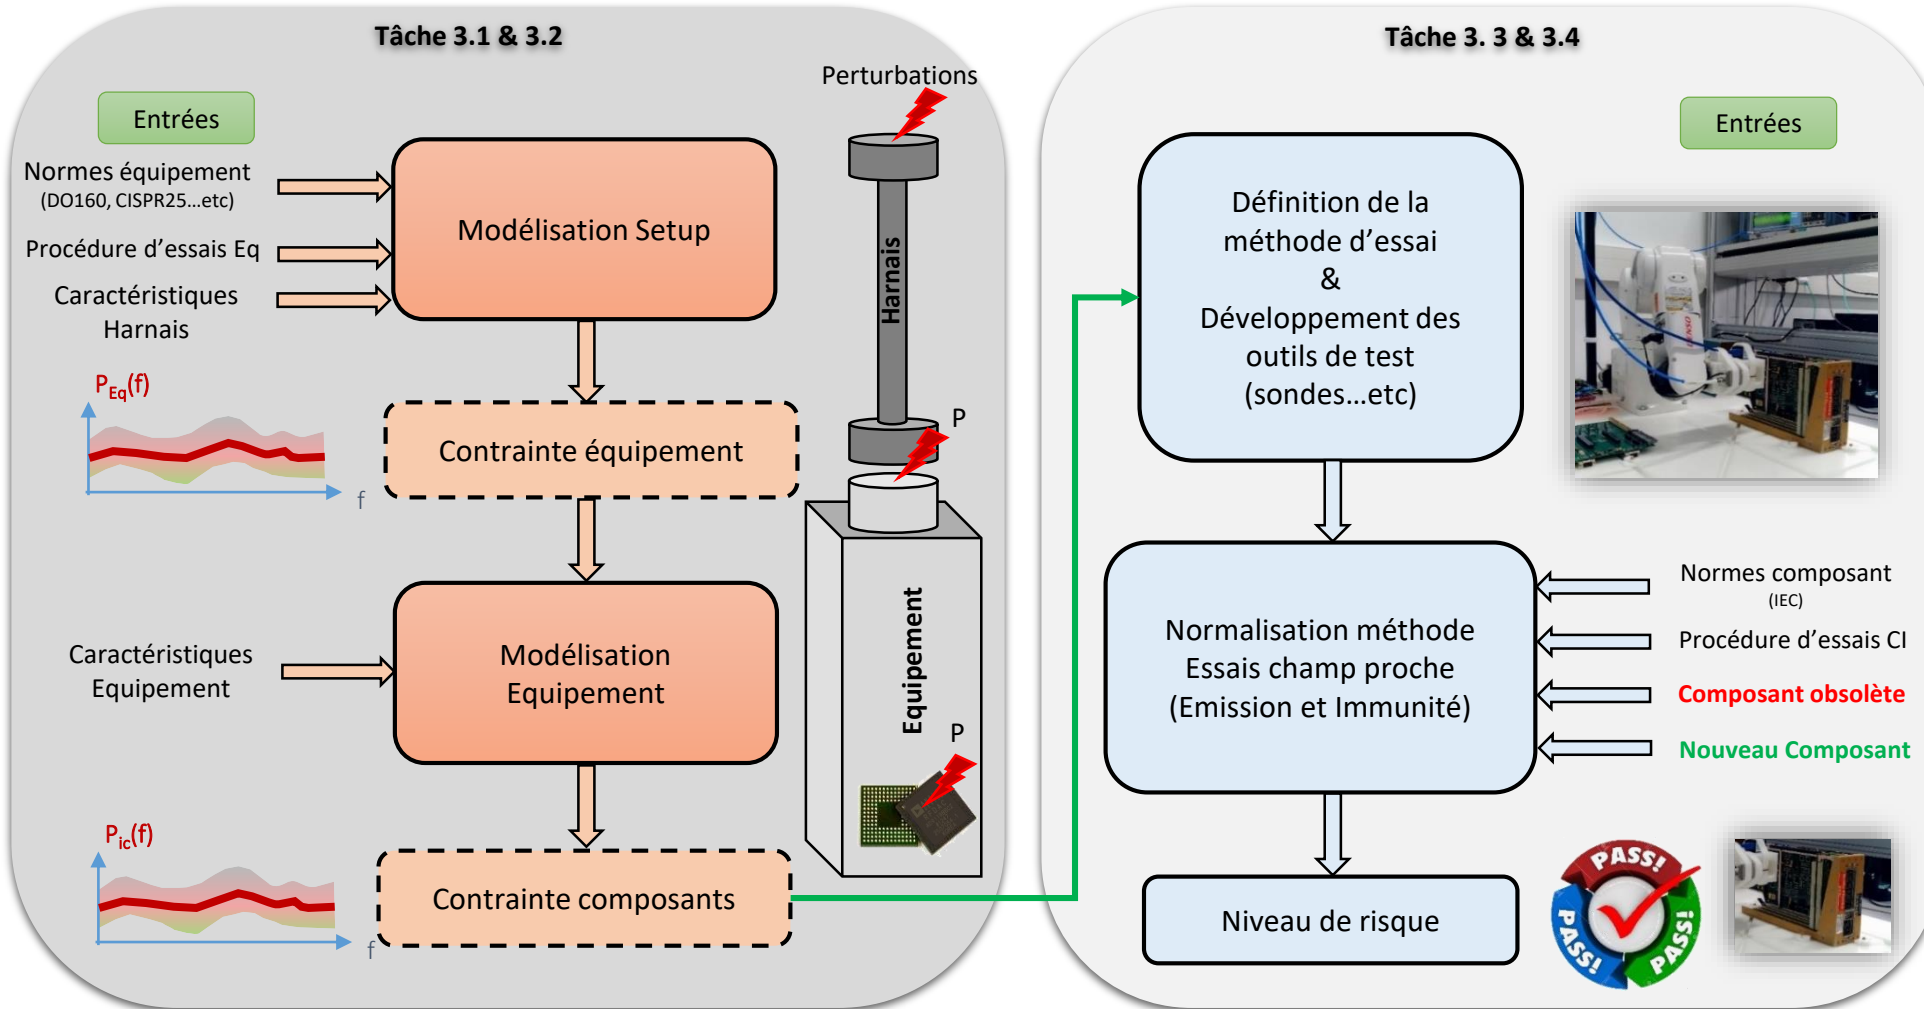 Tâche 3.1 & 3.2
Entrées
Normes équipement
(DO160, CISPR25...etc)
Procédure d'essais Eq
Caractéristiques
Harnais
Modélisation Setup
P_Eq(f)
f
Contrainte équipement
Caractéristiques
Equipement
Modélisation
Equipement
P_ic(f)
f
Contrainte composants
Perturbations
Harnais
P
Equipement
P
Tâche 3. 3 & 3.4
Entrées
Définition de la
méthode d'essai
&
Développement des
outils de test
(sondes...etc)
DENSO
Normalisation méthode
Essais champ proche
(Emission et Immunité)
Normes composant
(IEC)
Procédure d'essais CI
Composant obsolète
Nouveau Composant
Niveau de risque
PASS!
PASS!
PASS!